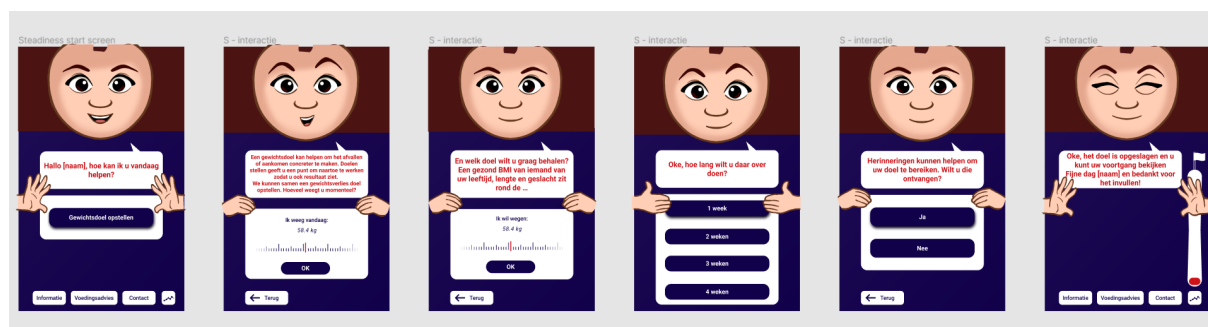 Steadiness start screen
Hallo [naam], hoe kan ik u vandaag
helpen?
Gewichtsdoel opstellen
Informatie
Voedingsadvies
Contact
S - interactie
Een gewichtsdoel kan helpen om het afvallen
of aankomen concreter te maken. Doelen
stellen geeft u een punt om naartoe te werken
zodat u ook resultaat ziet.
We kunnen samen een gewichtsverlies doel
opstellen. Hoeveel weegt u momenteel?
Ik weeg vandaag:
58.4 kg
OK
Terug
S - interactie
En welk doel wilt u graag behalen?
Een gezond BMI van iemand van
uw leeftijd, lengte en geslacht zit
rond de ...
Ik wil wegen:
58.4 kg
OK
Terug
S - interactie
Oke, hoe lang wilt u daar over
doen?
1 week
2 weken
3 weken
4 weken
S - interactie
Herinneringen kunnen helpen om
uw doel te bereiken. Wilt u die
ontvangen?
Ja
Nee
Terug
S - interactie
Oke, het doel is opgeslagen en u
kunt uw voortgang bekijken
Fijne dag [naam] en bedankt voor
het invullen!
Informatie
Voedingsadvies
Contact